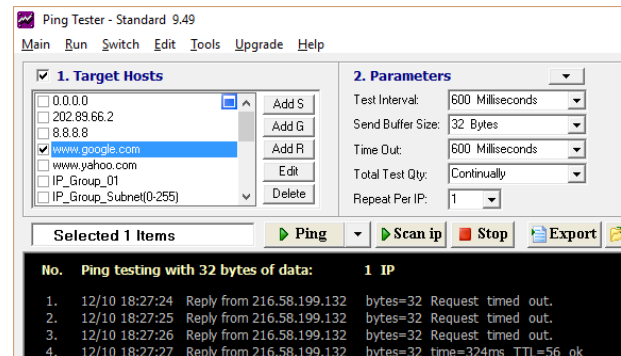 Ping Tester - Standard 9.49
Main Run Switch Edit Tools Upgrade Help
1. Target Hosts
0.0.0.0
202.89.66.2
8.8.8.8
www.google.com
www.yahoo.com
IP_Group_01
IP_Group_Subnet(0-255)
Add S
Add G
Add R
Edit
Delete
2. Parameters
Test Interval: 600 Milliseconds
Send Buffer Size: 32 Bytes
Time Out: 600 Milliseconds
Total Test Qty: Continually
Repeat Per IP: 1
Selected 1 Items Ping Scan ip Stop Export
No. Ping testing with 32 bytes of data: 1 IP
1. 12/10 18:27:24 Reply from 216.58.199.132 bytes=32 Request timed out.
2. 12/10 18:27:25 Reply from 216.58.199.132 bytes=32 Request timed out.
3. 12/10 18:27:26 Reply from 216.58.199.132 bytes=32 Request timed out.
4. 12/10 18:27:27 Reply from 216.58.199.132 bytes=32 time=324ms TTL=56 ok